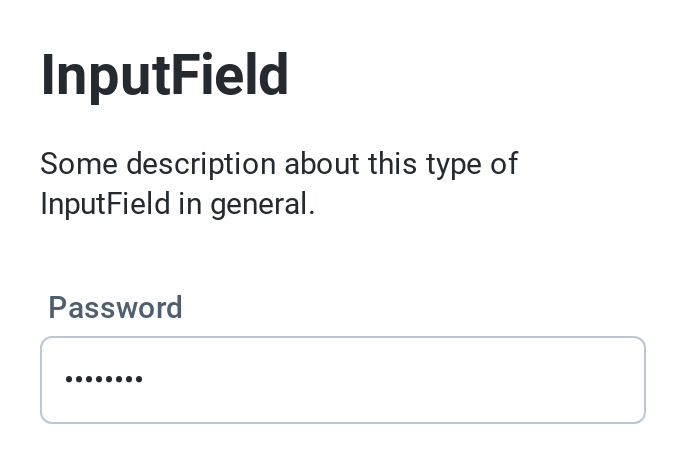 InputField
Some description about this type of
InputField in general.
Password
••••••••